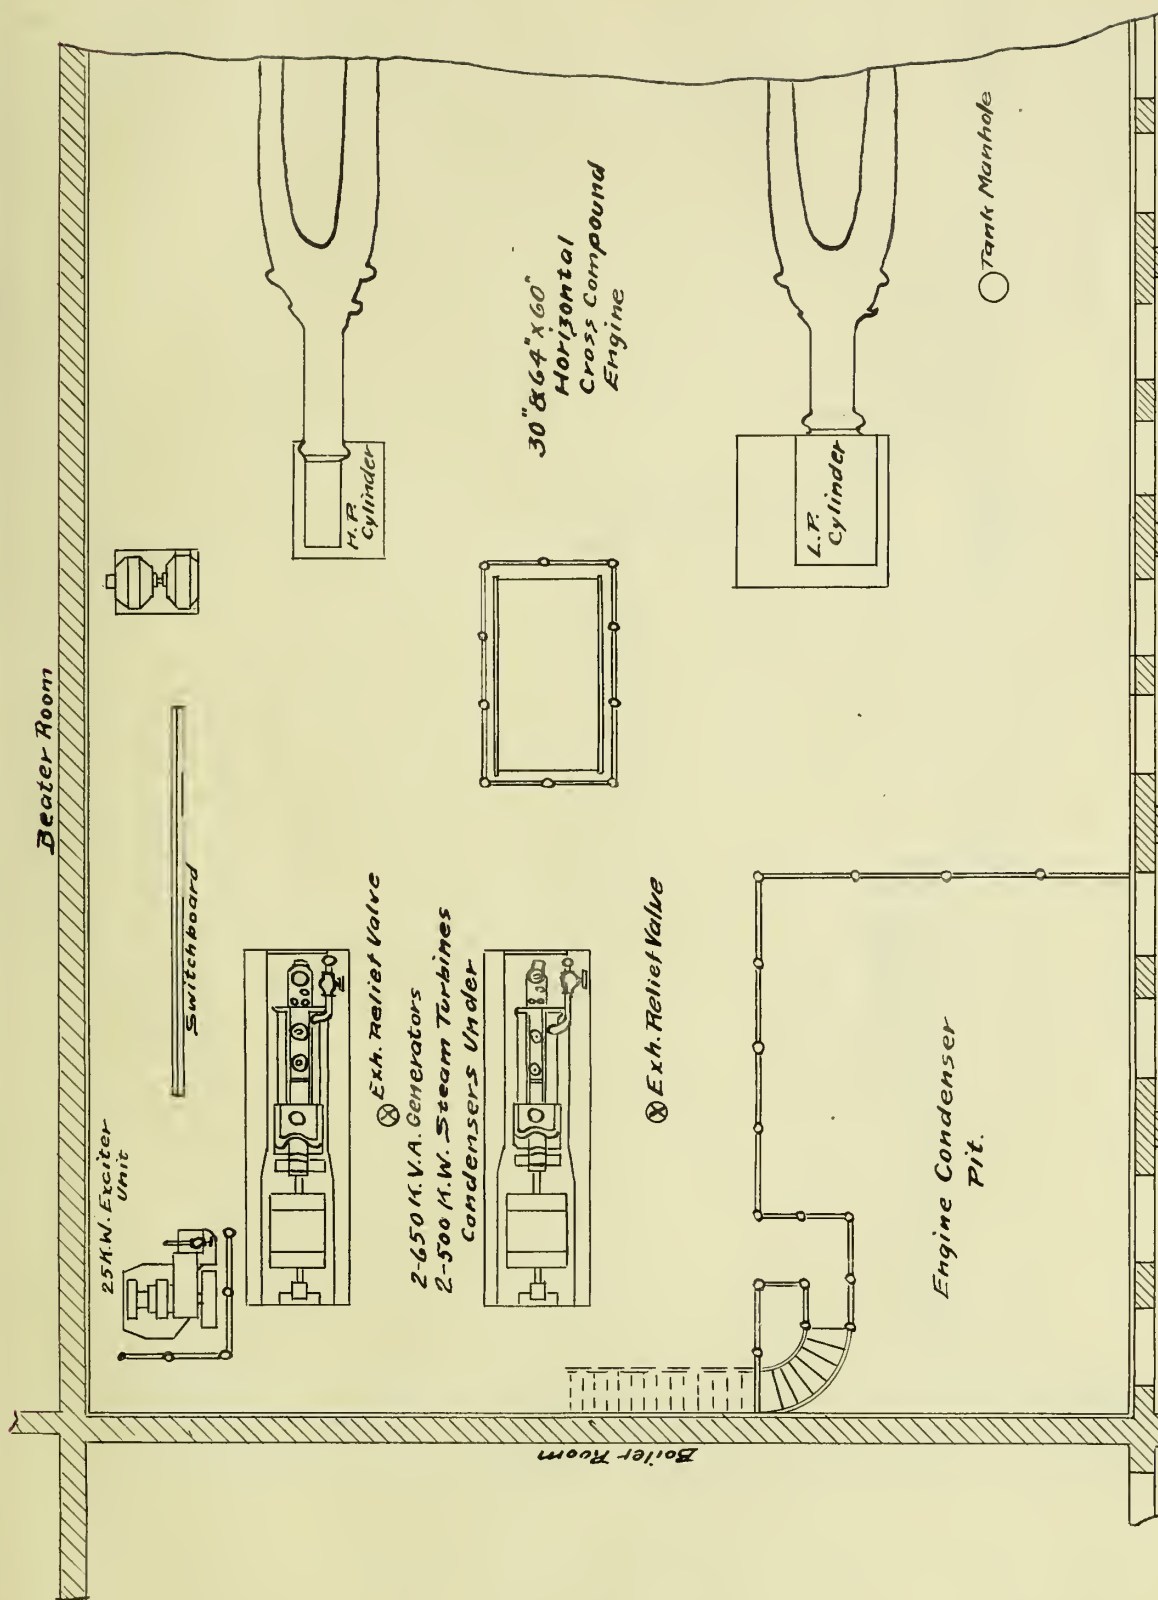 Beater Room
Switchboard
25 K.W. Exciter
Unit
H.P.
Cylinder
30" & 64" x 60"
Horizontal
Cross Compound
Engine
L.P.
Cylinder
Tank Manhole
Exh. Relief Valve
2-650 K.V.A. Generators
2-500 K.W. Steam Turbines
Condensers Under
Exh. Relief Valve
Engine Condenser
Pit.
Boiler Room